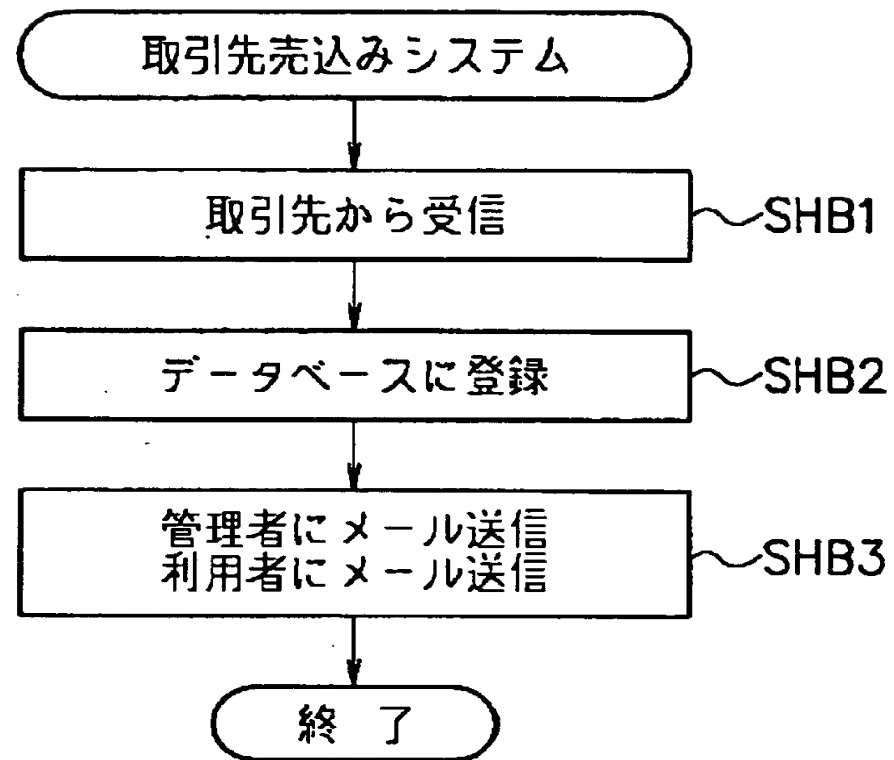 取引先売込みシステム
取引先から受信
SHB1
データベースに登録
SHB2
管理者にメール送信
利用者にメール送信
SHB3
終 了